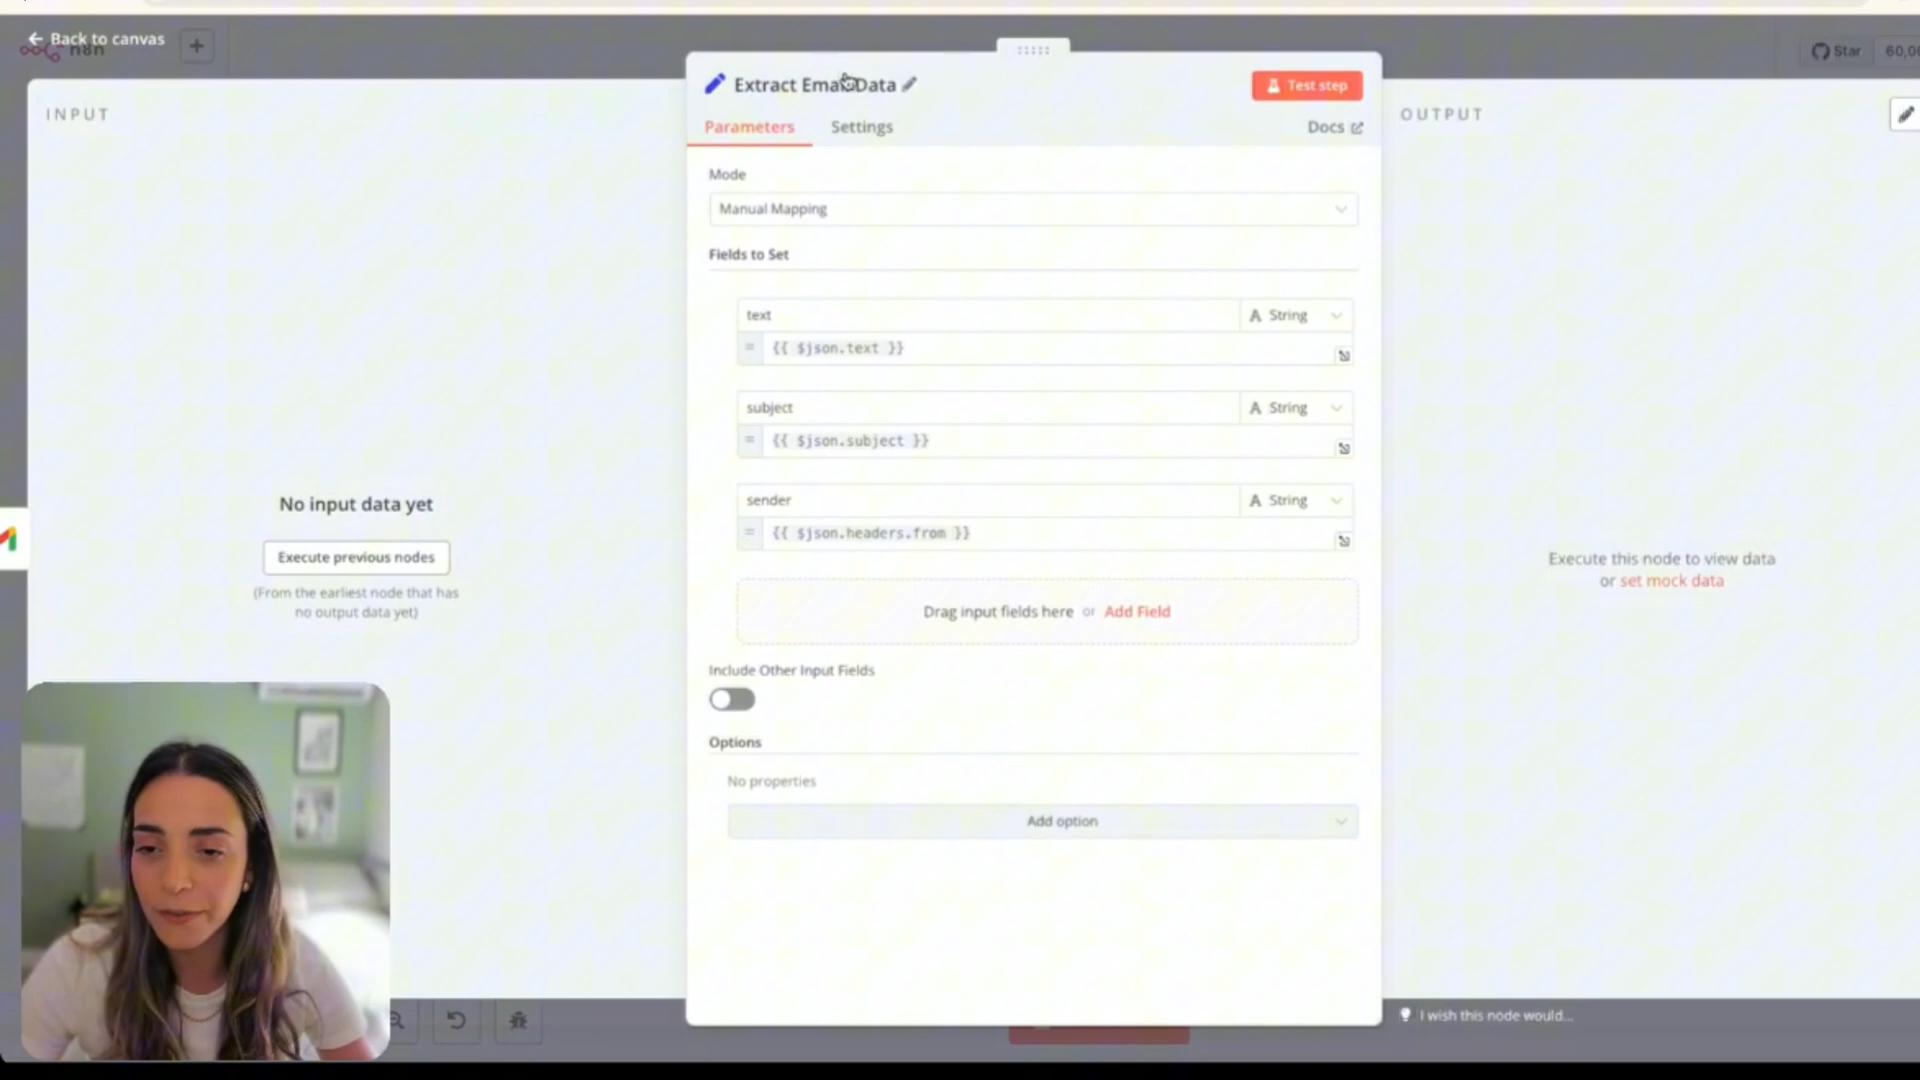 Back to canvas
n8n
Star
60,0
INPUT
Extract Email Data
Test step
OUTPUT
Parameters
Settings
Docs
Mode
Manual Mapping
Fields to Set
text
A String
= {{ $json.text }}
subject
A String
= {{ $json.subject }}
sender
A String
= {{ $json.headers.from }}
No input data yet
Execute previous nodes
(From the earliest node that has
no output data yet)
Execute this node to view data
or set mock data
Drag input fields here or Add Field
Include Other Input Fields
Options
No properties
Add option
I wish this node would...